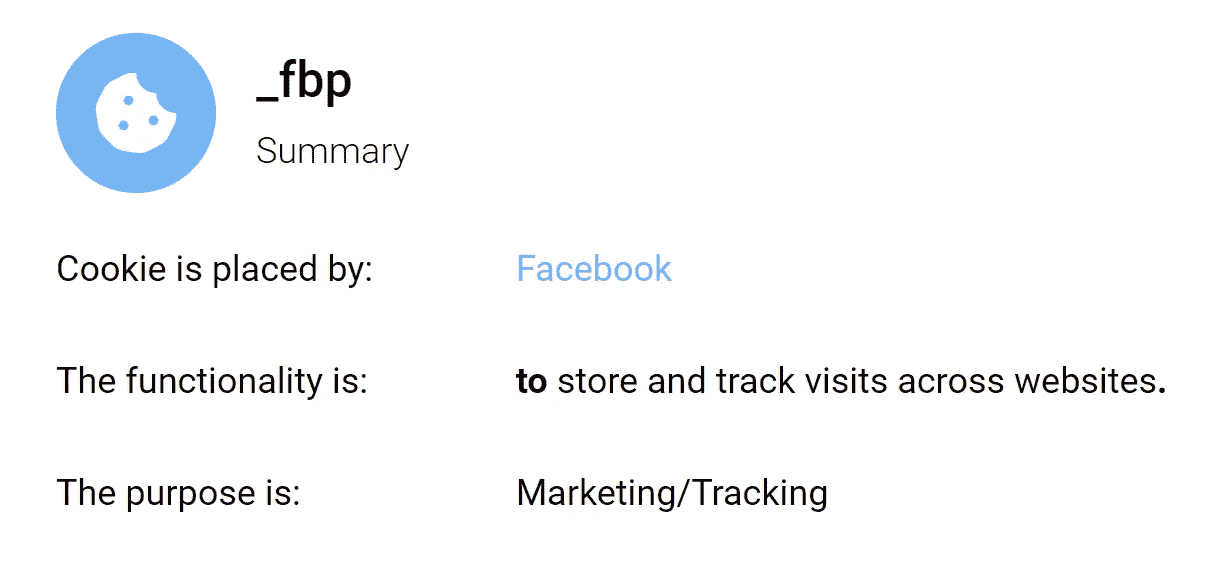 _fbp
Summary
Cookie is placed by: Facebook
The functionality is: to store and track visits across websites.
The purpose is: Marketing/Tracking